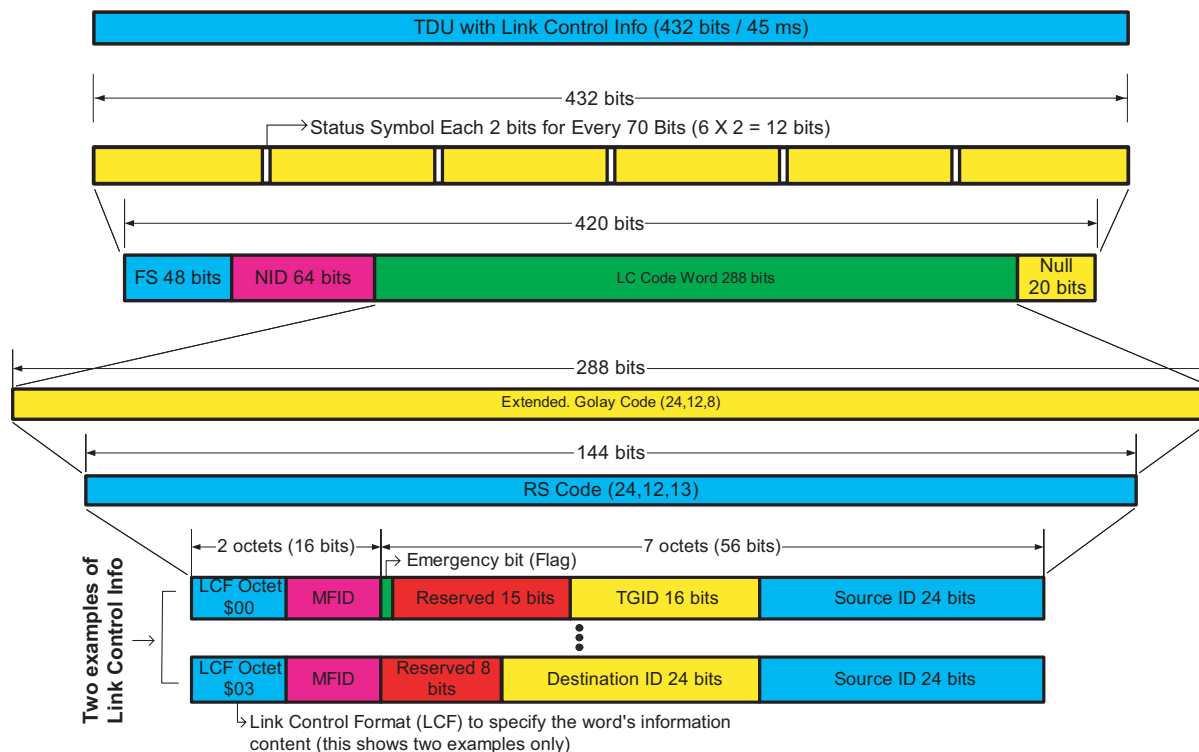 TDU with Link Control Info (432 bits / 45 ms)
432 bits
Status Symbol Each 2 bits for Every 70 Bits (6 X 2 = 12 bits)
420 bits
FS 48 bits
NID 64 bits
LC Code Word 288 bits
Null
20 bits
288 bits
Extended. Golay Code (24,12,8)
144 bits
RS Code (24,12,13)
2 octets (16 bits)
7 octets (56 bits)
Emergency bit (Flag)
Two examples of
Link Control Info
LCF Octet
$00
MFID
Reserved 15 bits
TGID 16 bits
Source ID 24 bits
LCF Octet
$03
MFID
Reserved 8
bits
Destination ID 24 bits
Source ID 24 bits
Link Control Format (LCF) to specify the word's information
content (this shows two examples only)